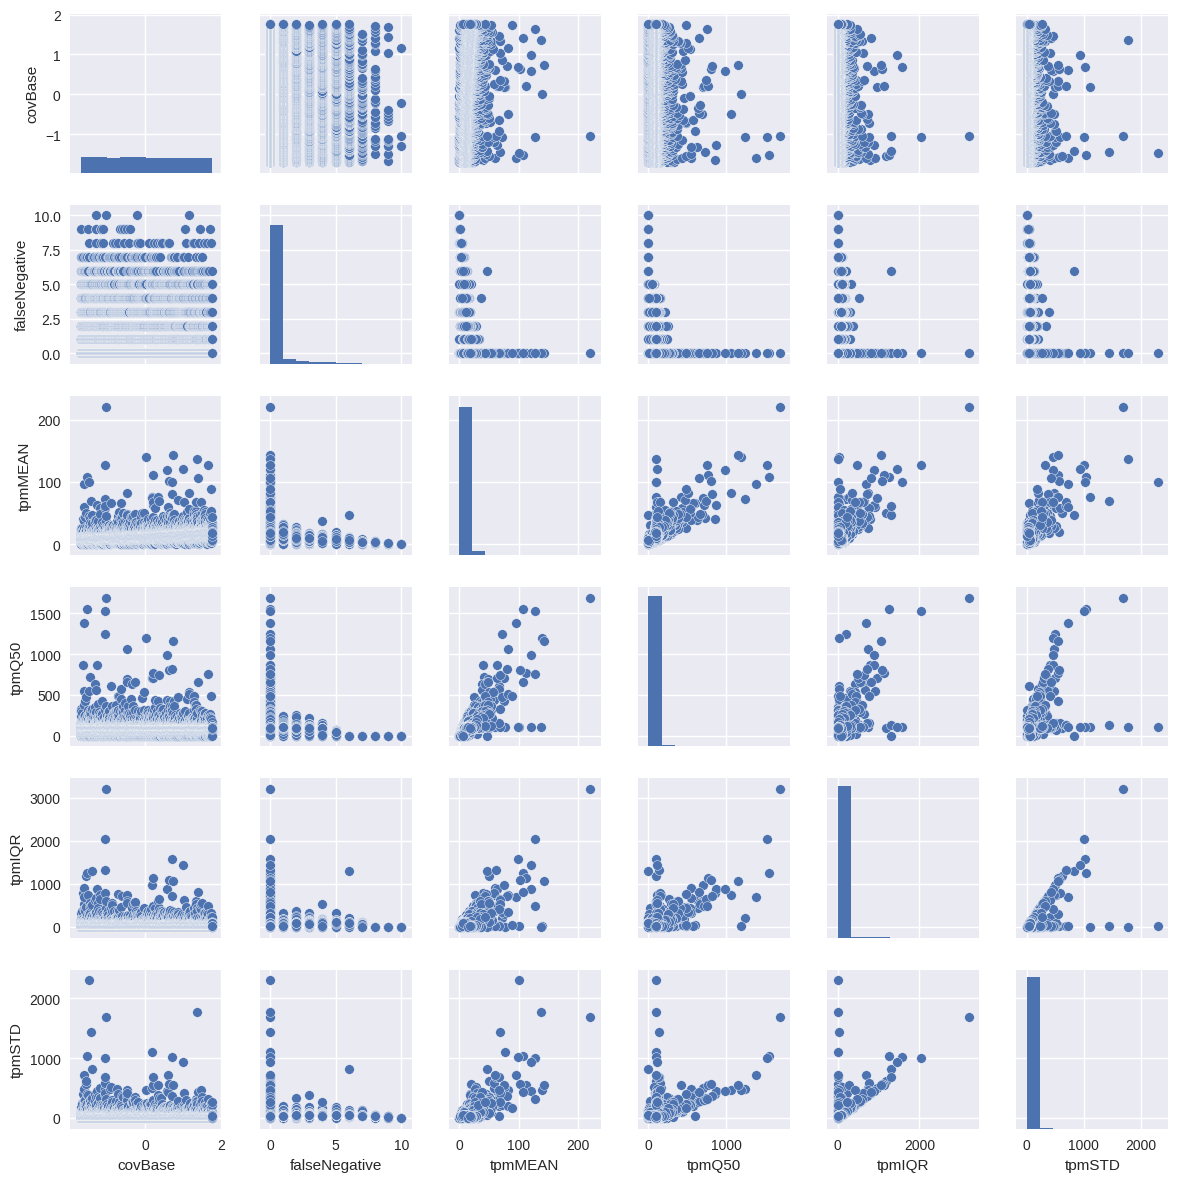 covBase
2
1
0
−1
falseNegative
10.0
7.5
5.0
2.5
0.0
tpmMEAN
200
100
0
tpmQ50
1500
1000
500
0
tpmIQR
3000
2000
1000
0
tpmSTD
2000
1000
0
0 2 0 5 10 0 100 200 0 1000 0 2000 0 1000 2000
covBase falseNegative tpmMEAN tpmQ50 tpmIQR tpmSTD